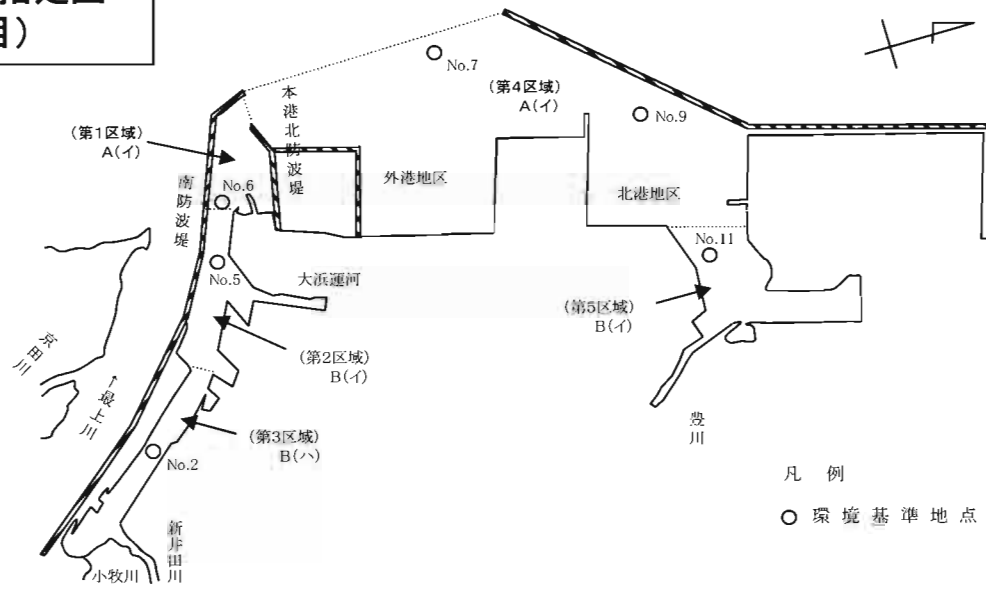 目）
No.7
(第4区域)
A(イ)
No.9
本港北防波堤
(第1区域)
A(イ)
外港地区
北港地区
南防波堤
No.6
No.11
No.5
大浜運河
(第5区域)
B(イ)
京田川
(第2区域)
B(イ)
←最上川
豊川
(第3区域)
B(ハ)
No.2
凡 例
○ 環 境 基 準 地 点
新井田川
小牧川